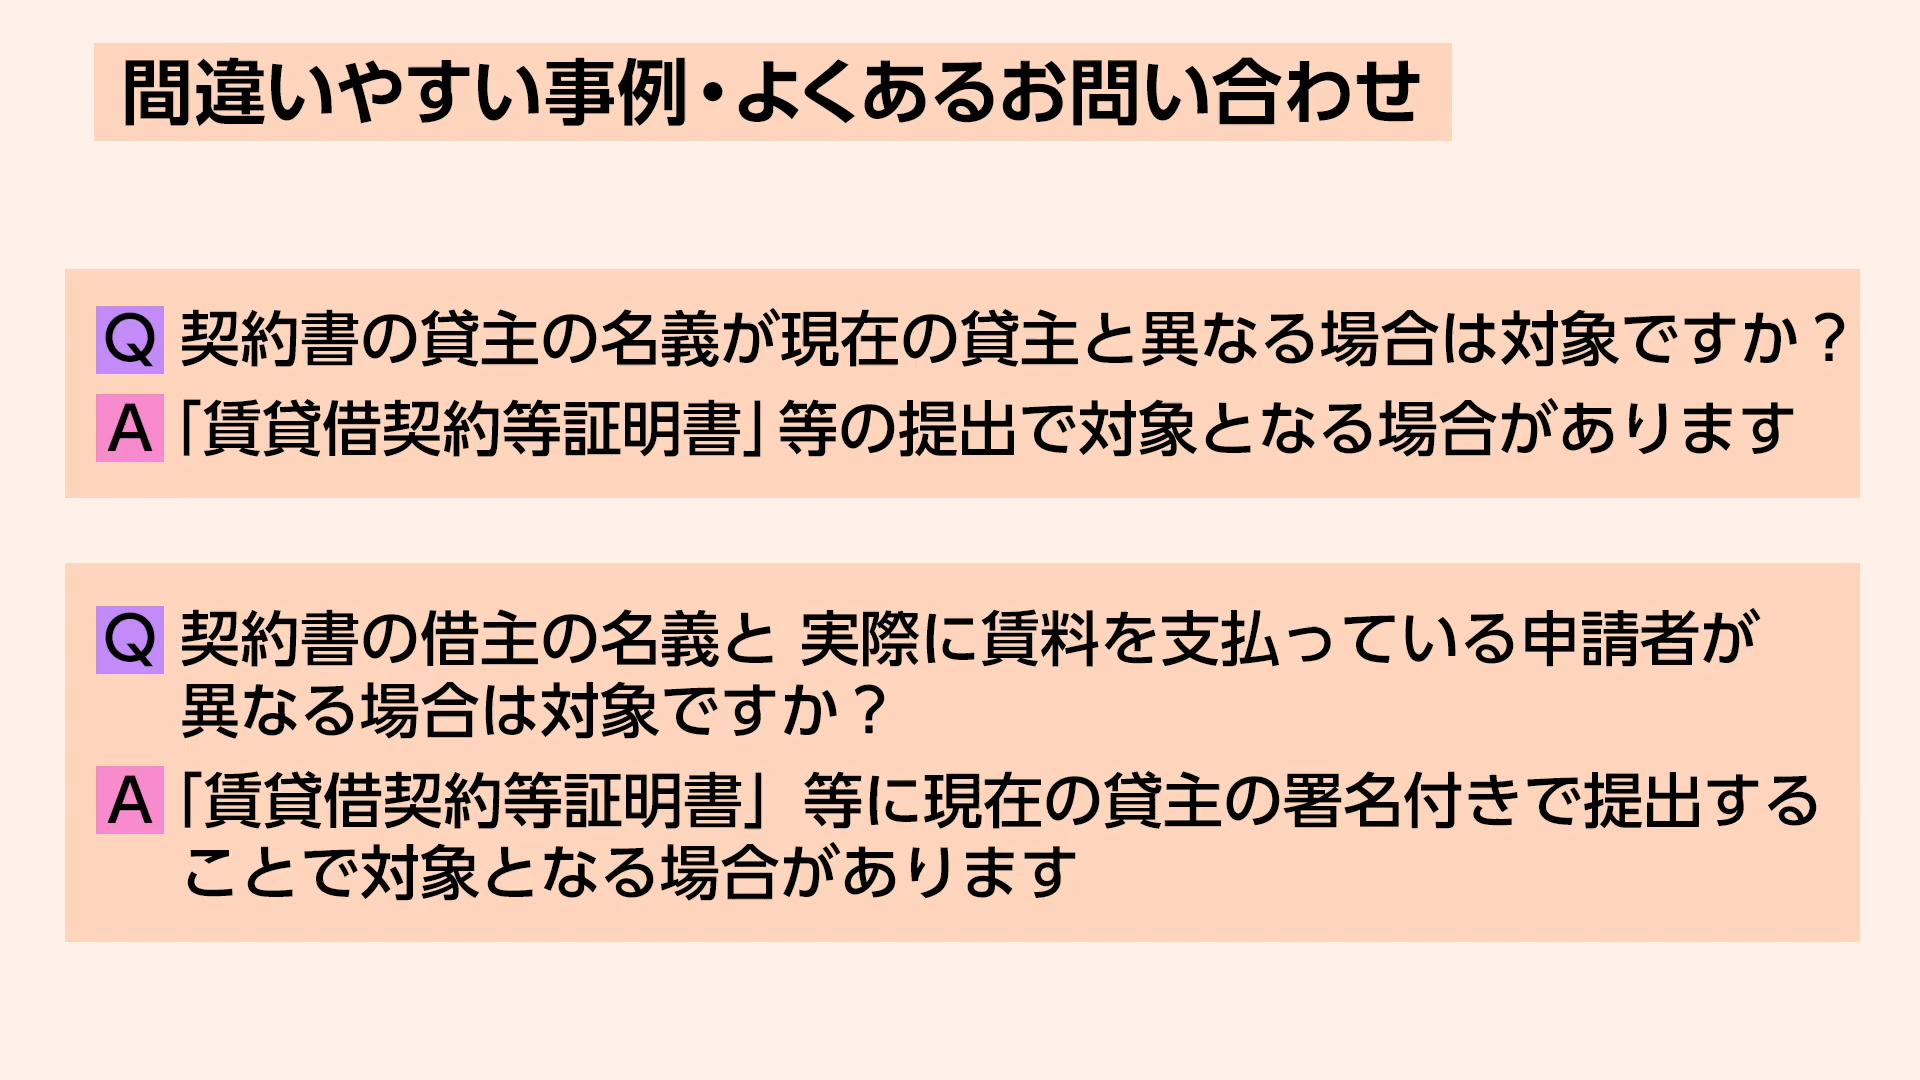 間違いやすい事例・よくあるお問い合わせ
Q 契約書の貸主の名義が現在の貸主と異なる場合は対象ですか？
A 「賃貸借契約等証明書」等の提出で対象となる場合があります
Q 契約書の借主の名義と 実際に賃料を支払っている申請者が
異なる場合は対象ですか？
A 「賃貸借契約等証明書」 等に現在の貸主の署名付きで提出する
ことで対象となる場合があります